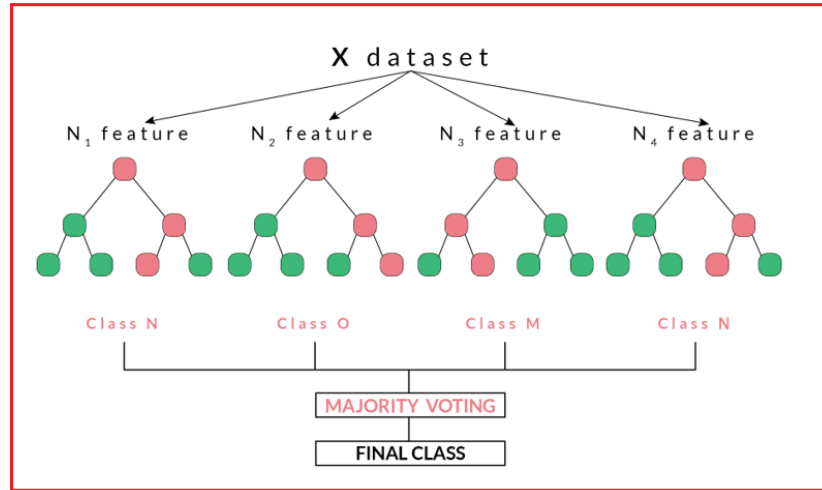 X dataset
N₁ feature
N₂ feature
N₃ feature
N₄ feature
Class N
Class O
Class M
Class N
MAJORITY VOTING
FINAL CLASS